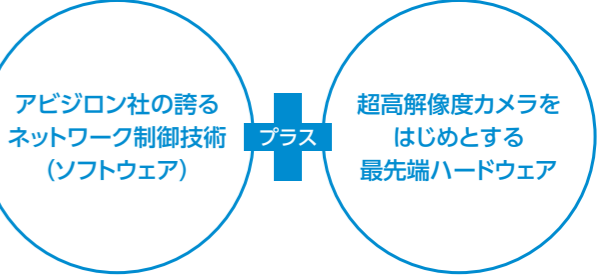 アビジロン社の誇る
ネットワーク制御技術
（ソフトウェア）
プラス
超高解像度カメラを
はじめとする
最先端ハードウェア